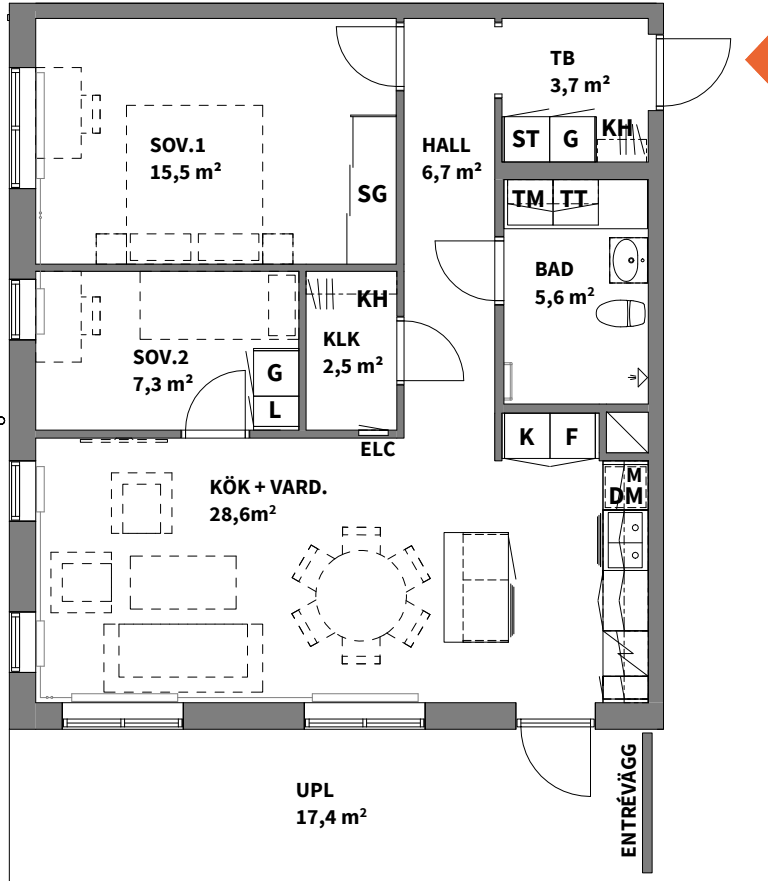 TB
3,7 m²
ST
G
KH
SOV.1
15,5 m²
HALL
6,7 m²
SG
TM
TT
BAD
5,6 m²
KH
KLK
2,5 m²
SOV.2
7,3 m²
G
L
ELC
K
F
M
DM
KÖK + VARD.
28,6m²
UPL
17,4 m²
ENTRÉVÄGG